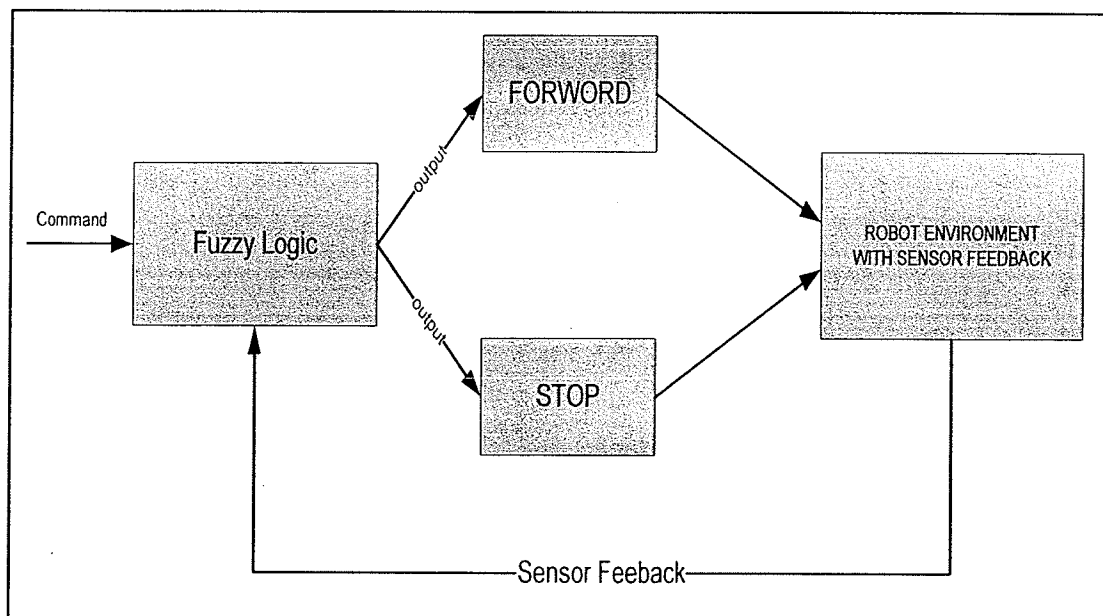 Command
Fuzzy Logic
output
output
FORWORD
STOP
ROBOT ENVIRONMENT
WITH SENSOR FEEDBACK
Sensor Feeback